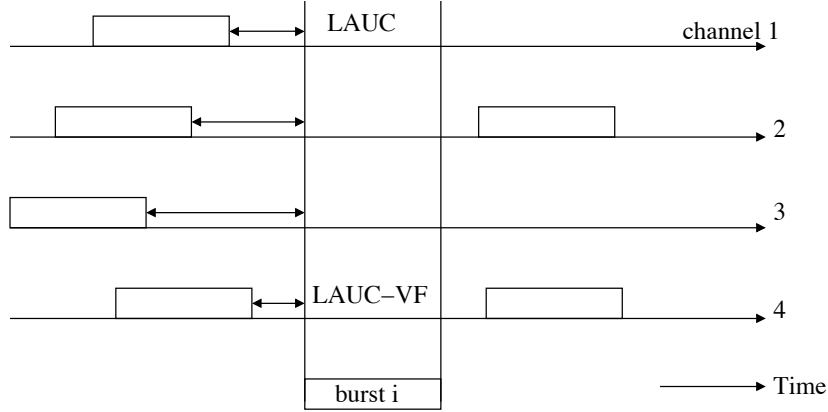 LAUC
channel 1
2
3
LAUC−VF
4
burst i
Time